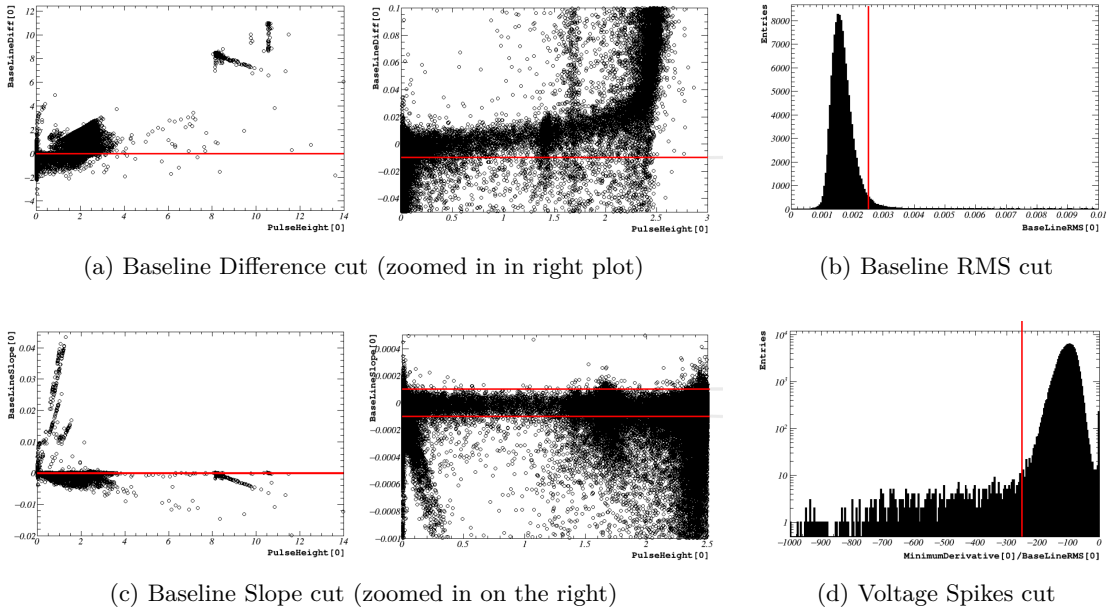 BaseLineDiff[0]
12
10
8
6
4
2
0
−2
−4
0 2 4 6 8 10 12 14
PulseHeight[0]
BaseLineDiff[0]
0.1
0.08
0.06
0.04
0.02
0
−0.02
−0.04
0 0.5 1 1.5 2 2.5 3
PulseHeight[0]
Entries
8000
7000
6000
5000
4000
3000
2000
1000
0
0 0.001 0.002 0.003 0.004 0.005 0.006 0.007 0.008 0.009 0.01
BaseLineRMS[0]
(a) Baseline Difference cut (zoomed in in right plot)
(b) Baseline RMS cut
BaseLineSlope[0]
0.04
0.03
0.02
0.01
0
−0.01
−0.02
0 2 4 6 8 10 12 14
PulseHeight[0]
BaseLineSlope[0]
0.0004
0.0002
0
−0.0002
−0.0004
−0.0006
−0.0008
−0.001
0 0.5 1 1.5 2 2.5
PulseHeight[0]
Entries
10⁴
10³
10²
10
1
−1000 −900 −800 −700 −600 −500 −400 −300 −200 −100 0
MinimumDerivative[0]/BaseLineRMS[0]
(c) Baseline Slope cut (zoomed in on the right)
(d) Voltage Spikes cut